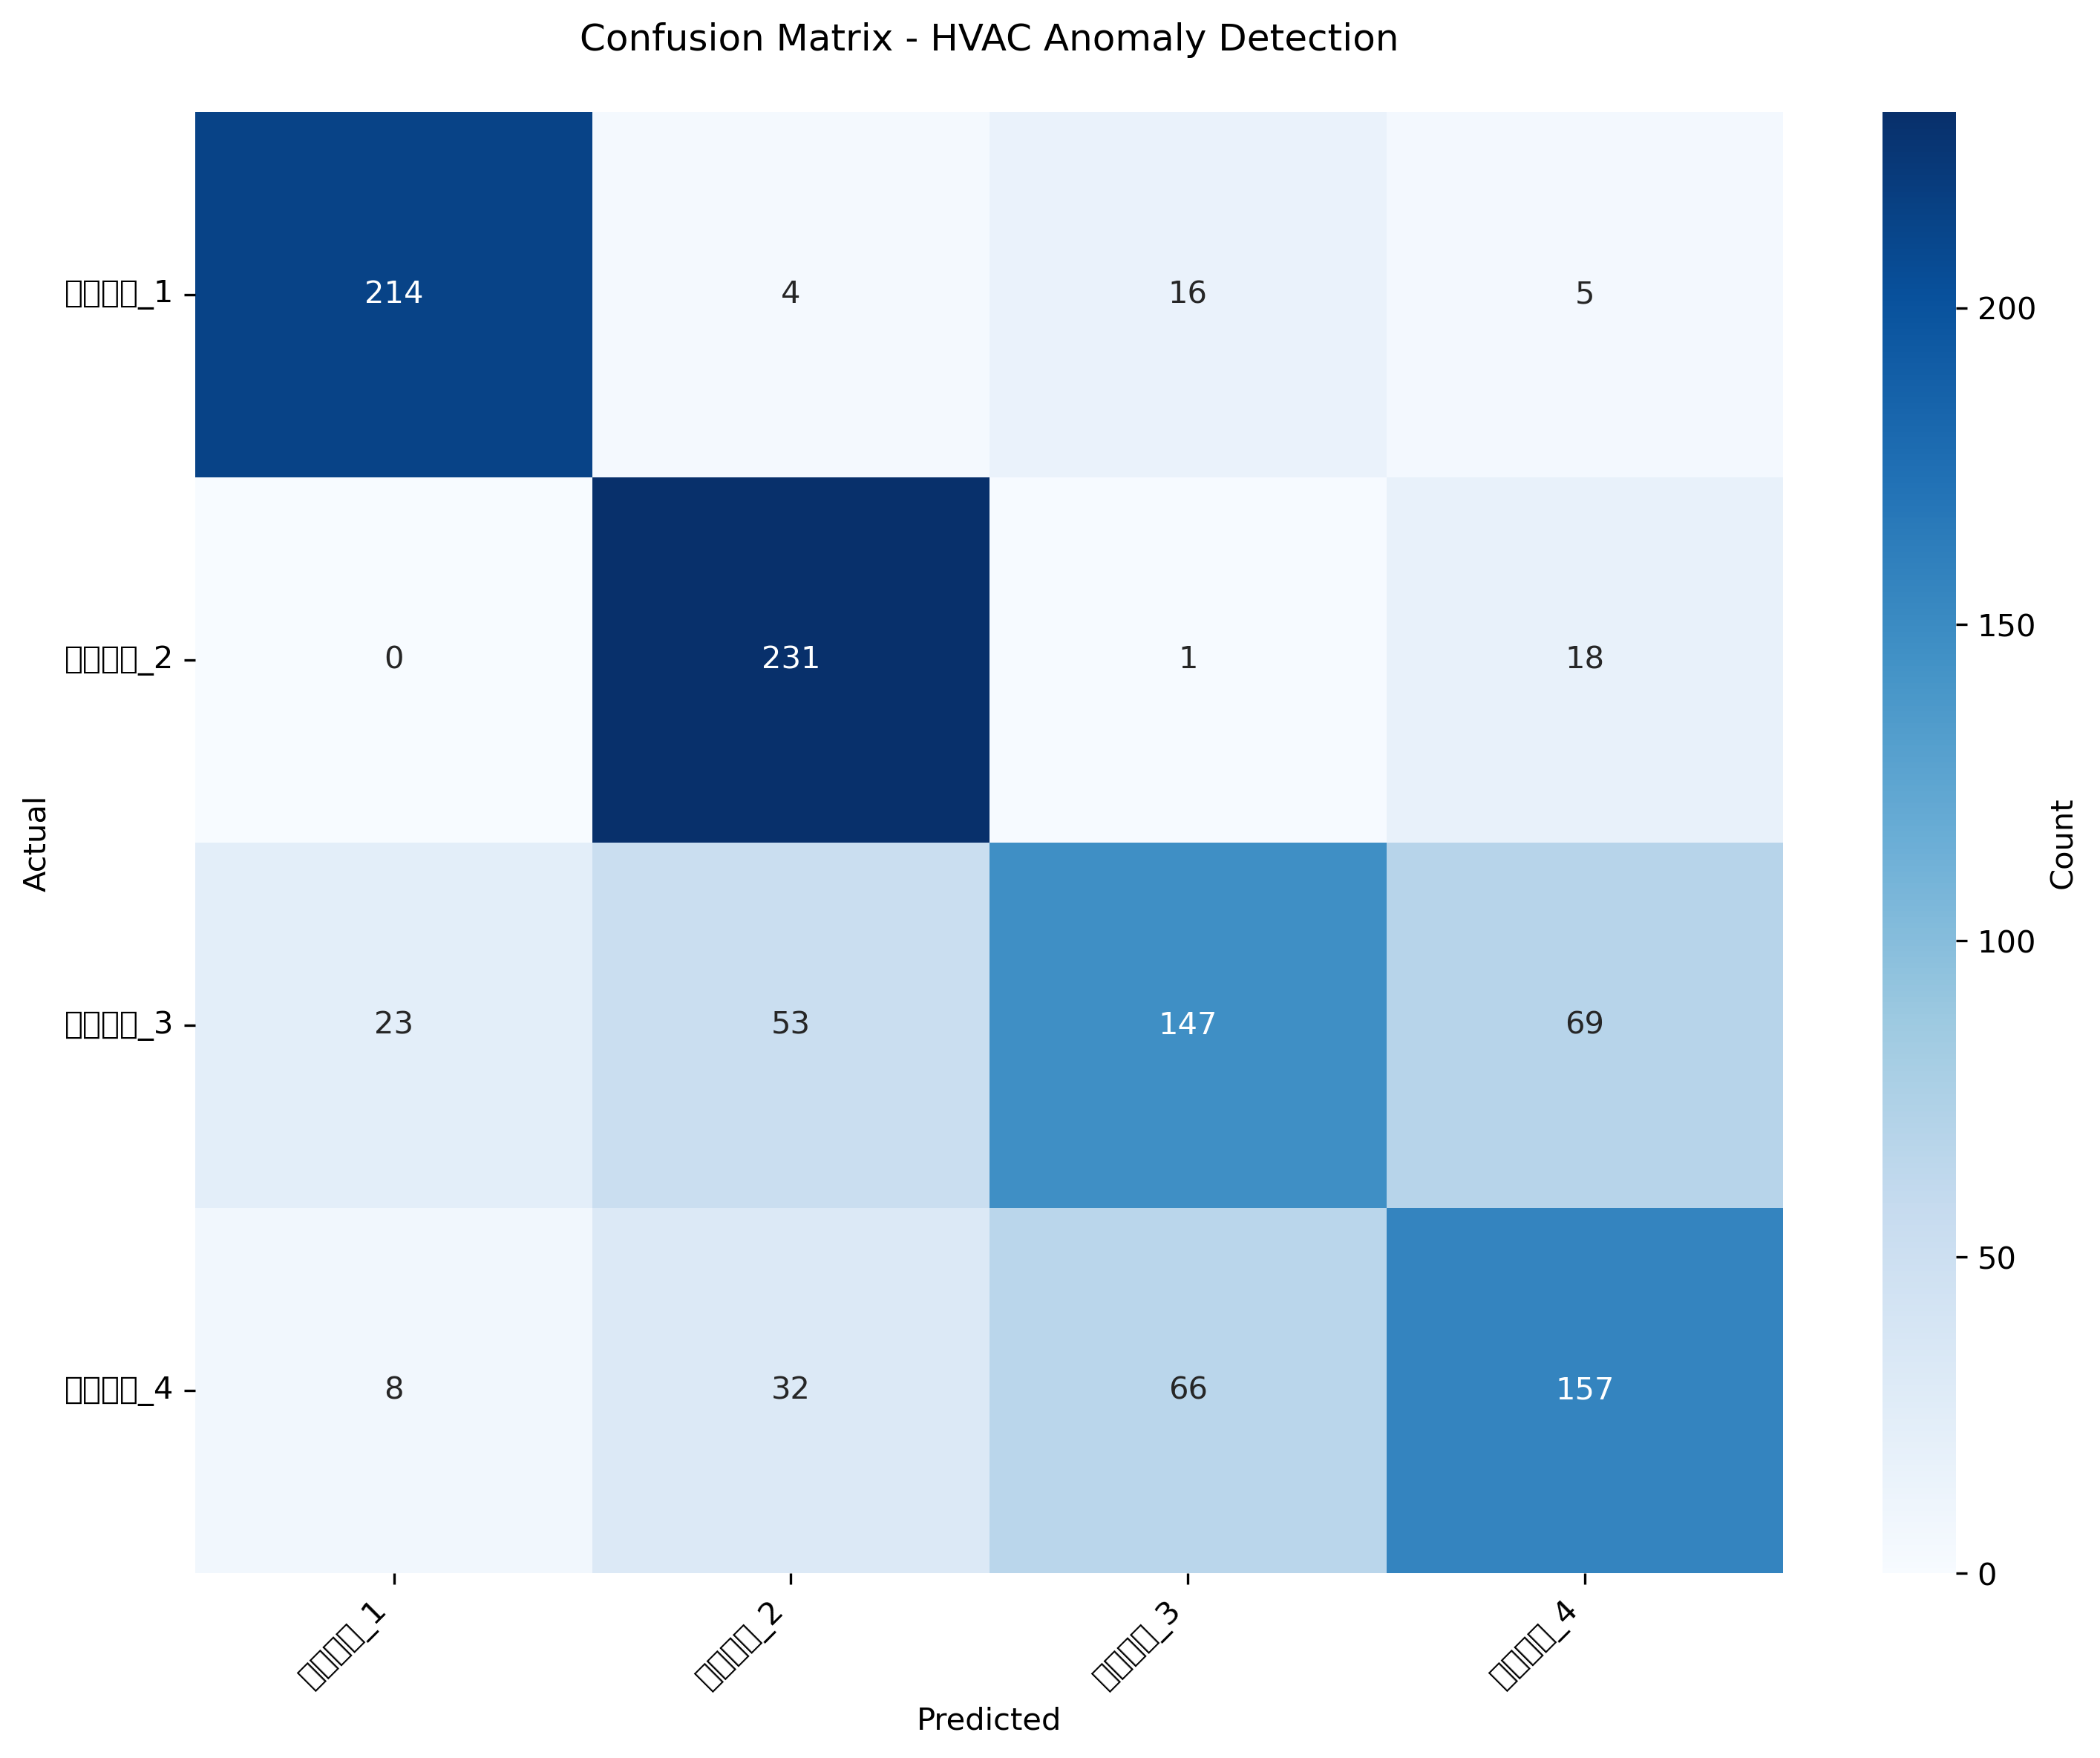 Confusion Matrix - HVAC Anomaly Detection
_1 214 4 16 5
_2 0 231 1 18
_3 23 53 147 69
_4 8 32 66 157
_1 _2 _3 _4
Predicted
Actual
200
150
100
50
0
Count